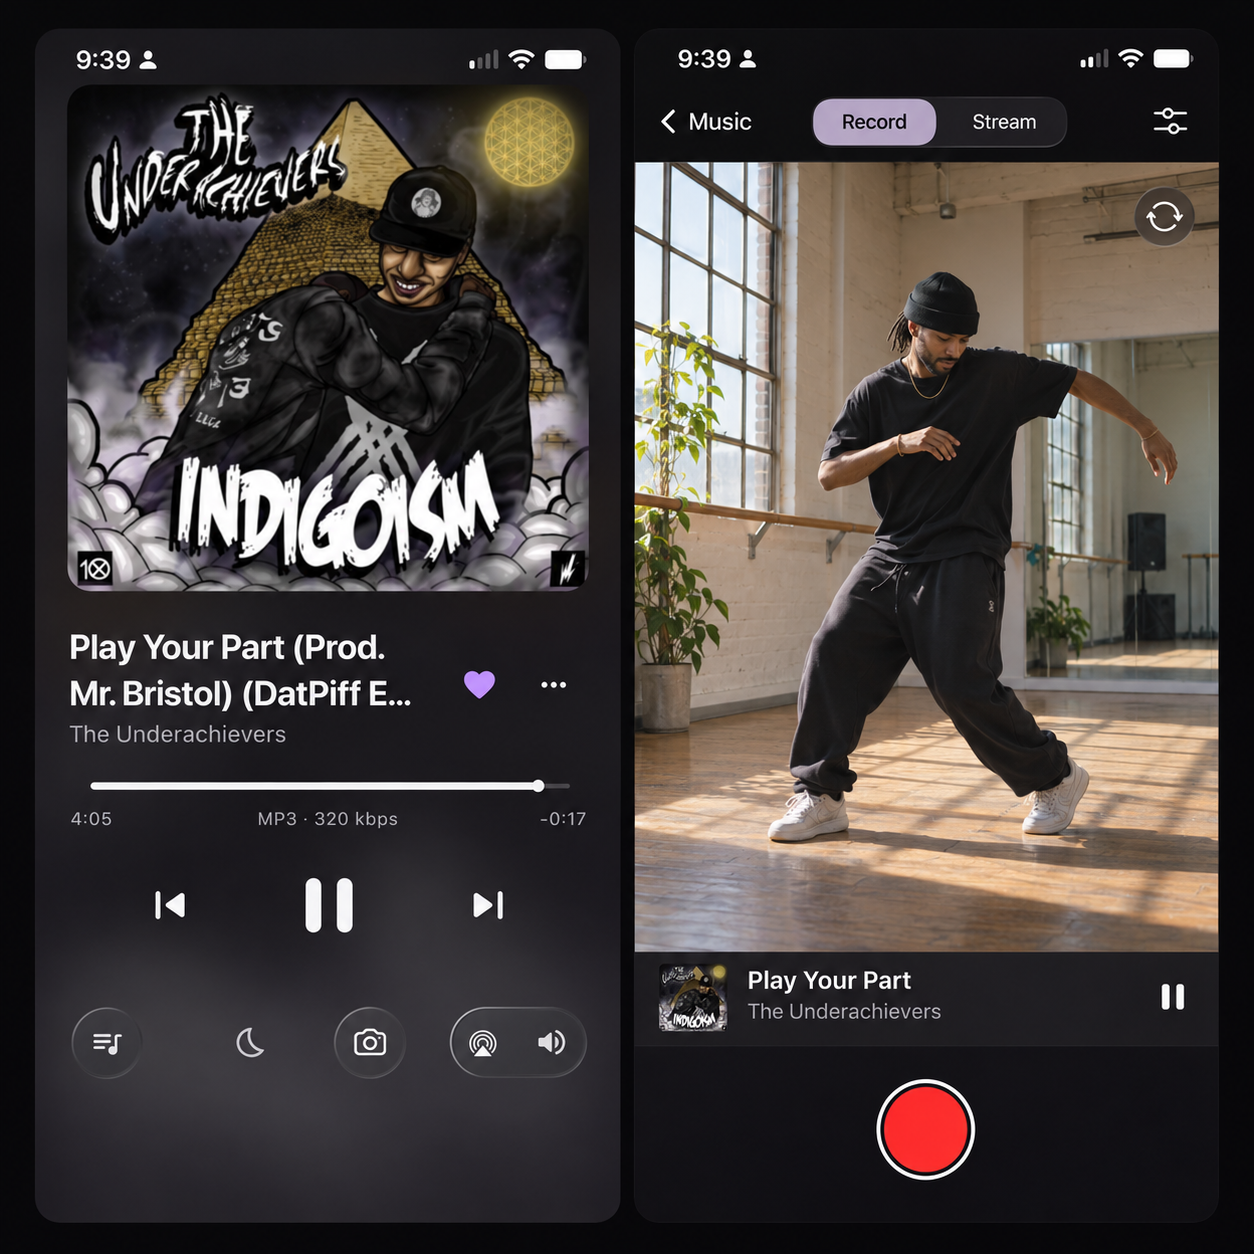 9:39
THE
UNDERACHIEVERS
INDIGOISM
Play Your Part (Prod.
Mr. Bristol) (DatPiff E...
The Underachievers
4:05 MP3 · 320 kbps -0:17
9:39
Music Record Stream
Play Your Part
The Underachievers
INDIGOISM